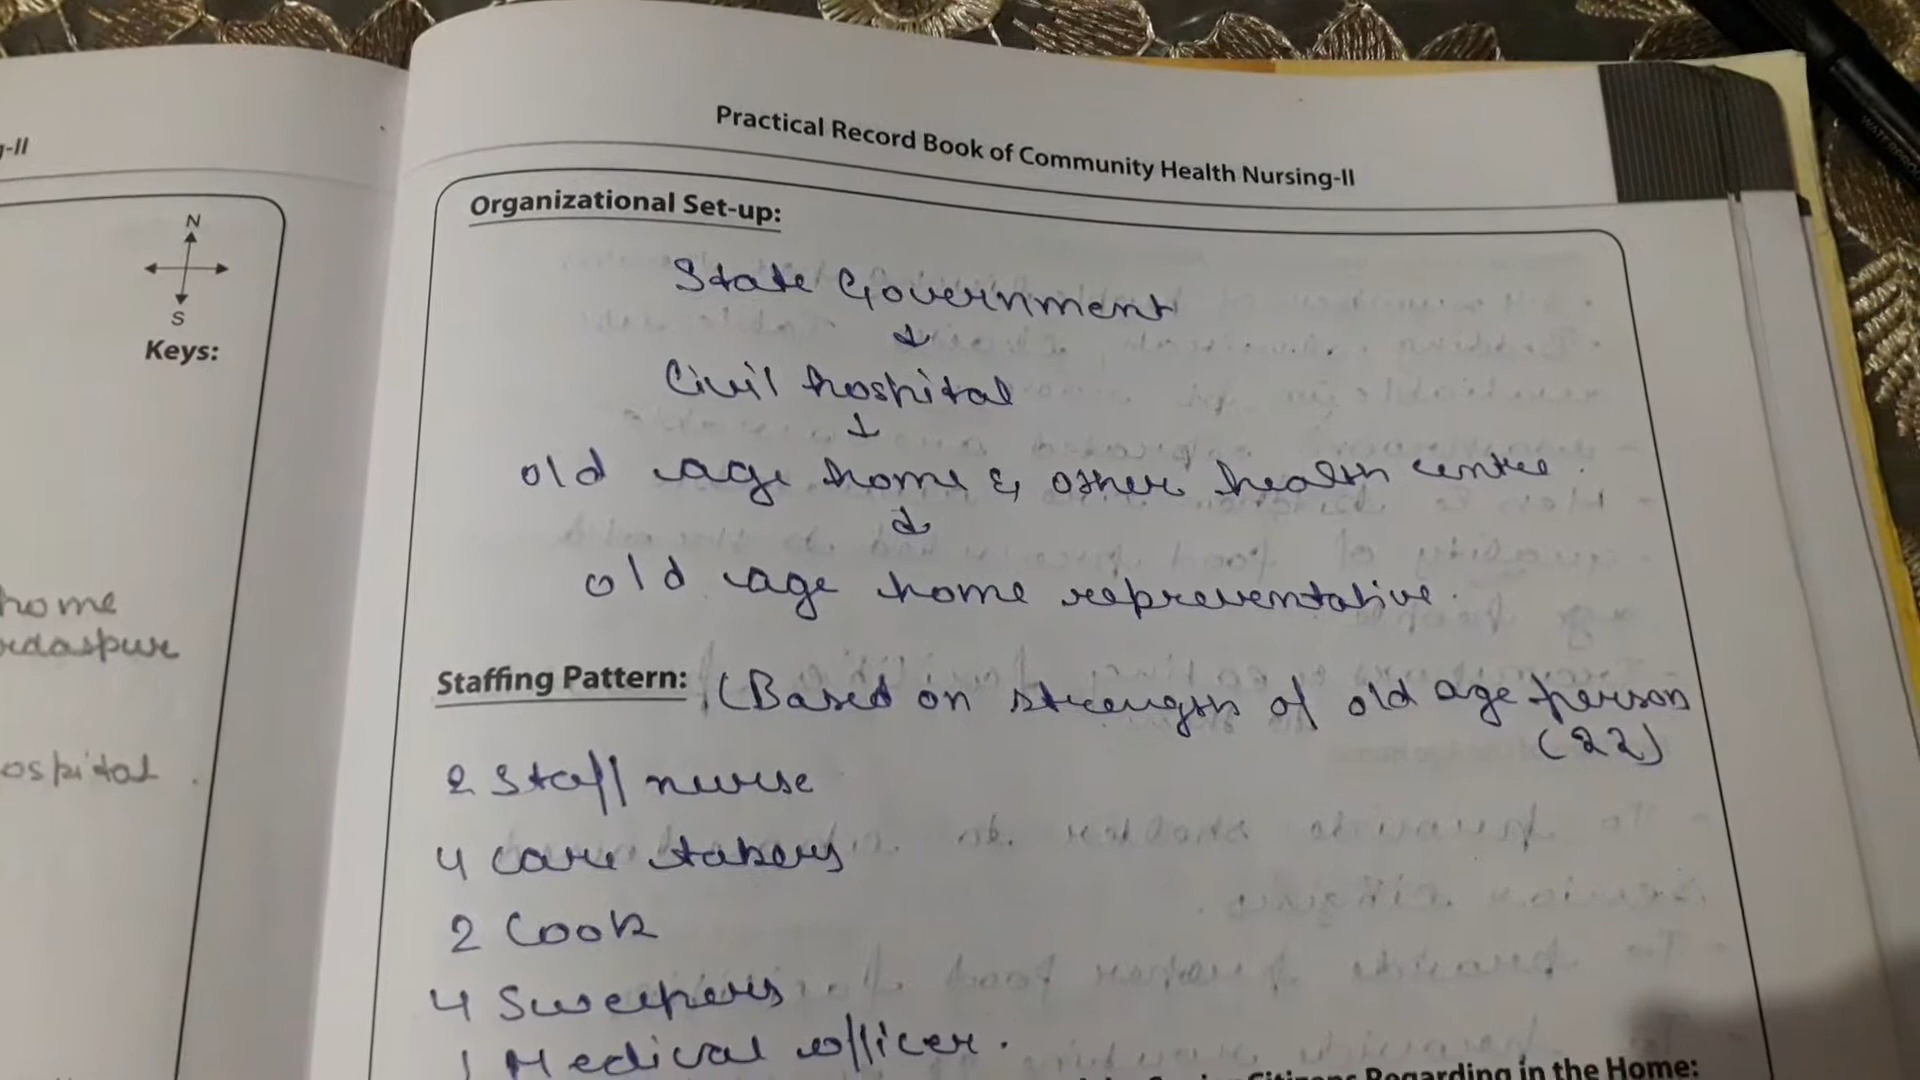 g-II
N
S
Keys:
home
rdaspur
ospital.
Practical Record Book of Community Health Nursing-II
Organizational Set-up:
State Government
↓
Civil hospital
↓
old age home & other health centre.
↓
old age home representative.
Staffing Pattern: (Based on strength of old age person
(22)
2 Staff nurse
4 care takers
2 Cook
4 Sweepers
1 Medical officer.
Citizens Regarding in the Home:
WATERPROO